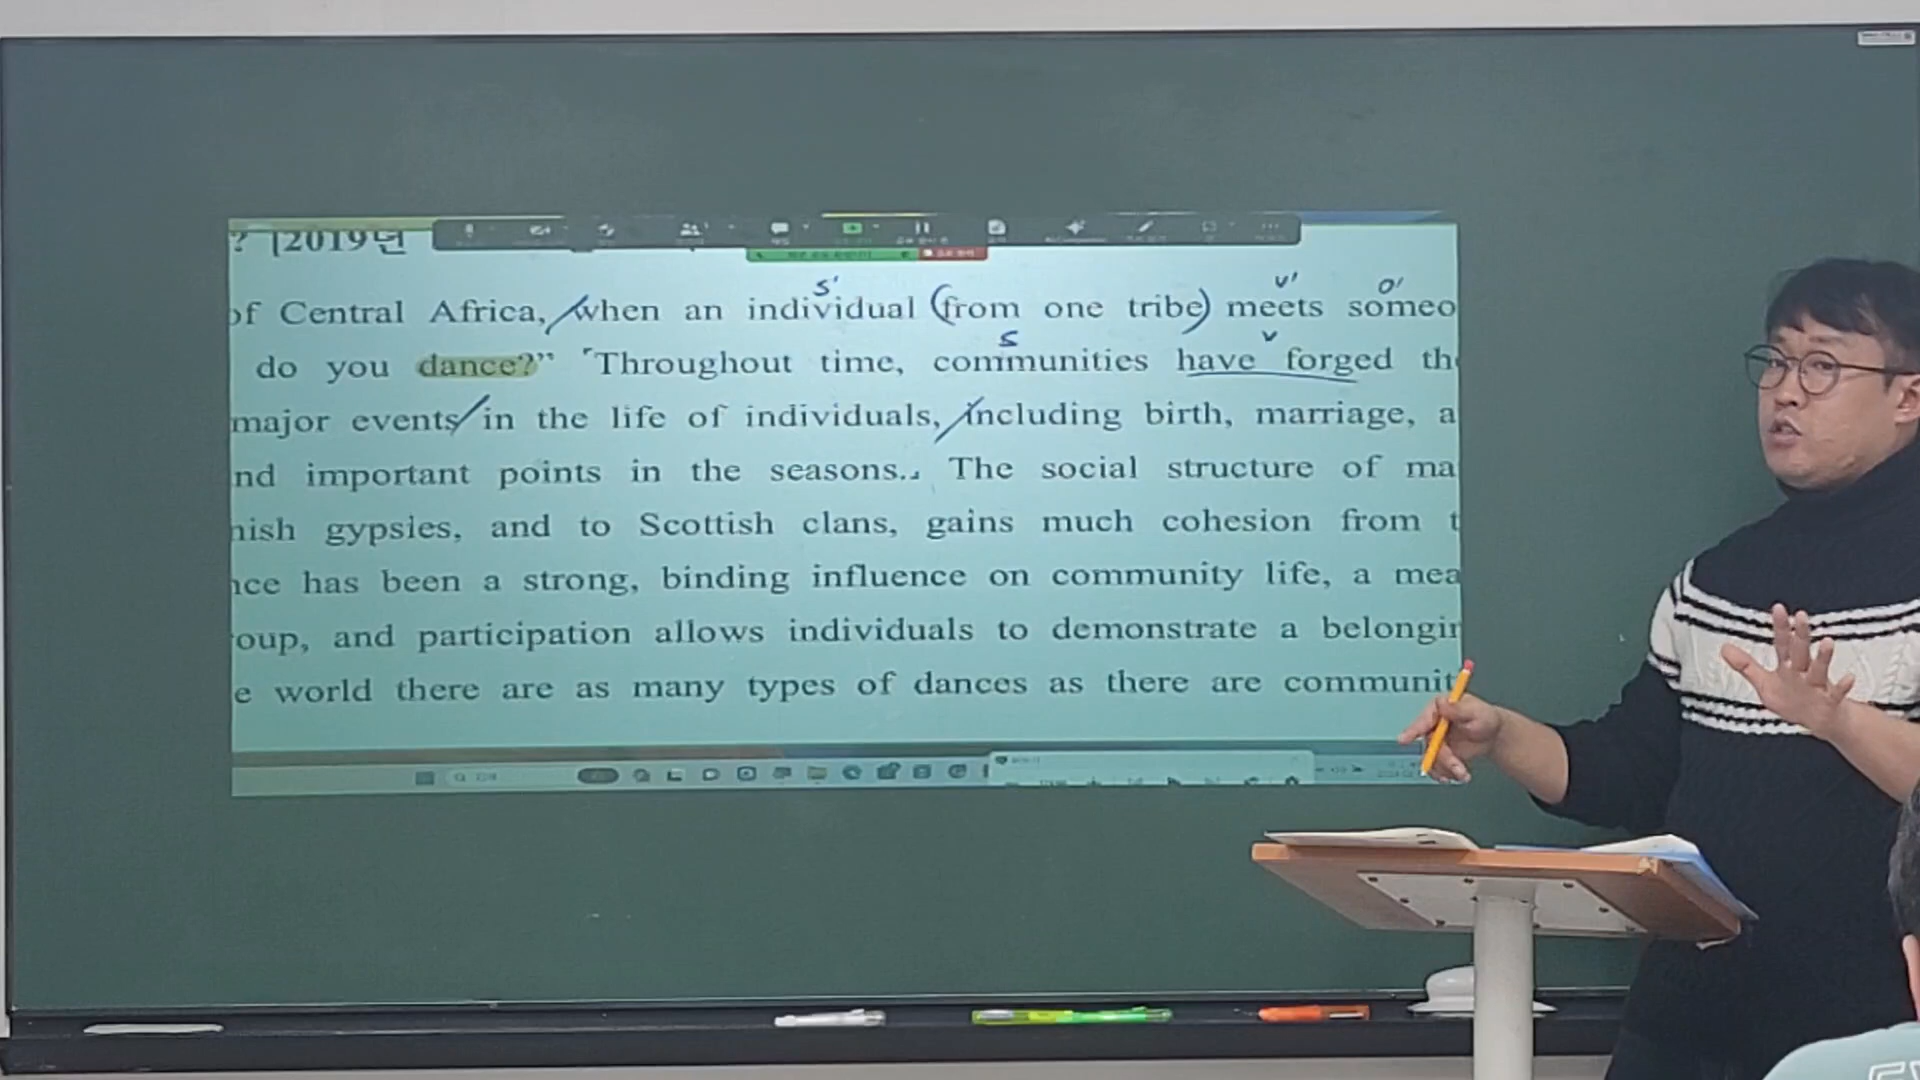 ? [2019년
s' v' o'
of Central Africa, when an individual (from one tribe) meets someo
s v
do you dance?” 「Throughout time, communities have forged th
major events in the life of individuals, including birth, marriage, a
nd important points in the seasons.」 The social structure of ma
nish gypsies, and to Scottish clans, gains much cohesion from t
nce has been a strong, binding influence on community life, a mea
oup, and participation allows individuals to demonstrate a belongin
e world there are as many types of dances as there are communit